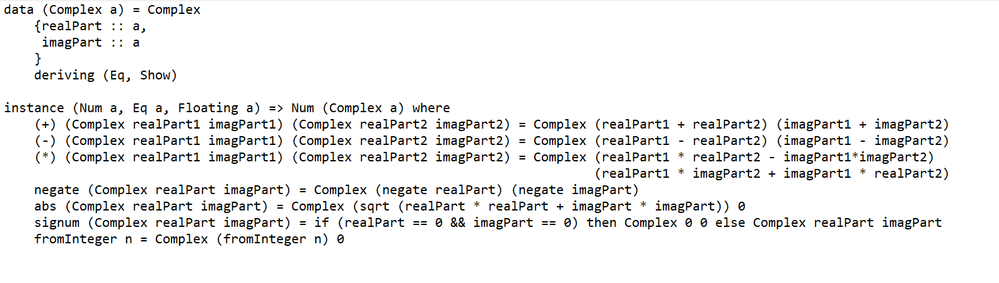 data (Complex a) = Complex
    {realPart :: a,
     imagPart :: a
    }
    deriving (Eq, Show)

instance (Num a, Eq a, Floating a) => Num (Complex a) where
    (+) (Complex realPart1 imagPart1) (Complex realPart2 imagPart2) = Complex (realPart1 + realPart2) (imagPart1 + imagPart2)
    (-) (Complex realPart1 imagPart1) (Complex realPart2 imagPart2) = Complex (realPart1 - realPart2) (imagPart1 - imagPart2)
    (*) (Complex realPart1 imagPart1) (Complex realPart2 imagPart2) = Complex (realPart1 * realPart2 - imagPart1*imagPart2)
                                                                              (realPart1 * imagPart2 + imagPart1 * realPart2)
    negate (Complex realPart imagPart) = Complex (negate realPart) (negate imagPart)
    abs (Complex realPart imagPart) = Complex (sqrt (realPart * realPart + imagPart * imagPart)) 0
    signum (Complex realPart imagPart) = if (realPart == 0 && imagPart == 0) then Complex 0 0 else Complex realPart imagPart
    fromInteger n = Complex (fromInteger n) 0